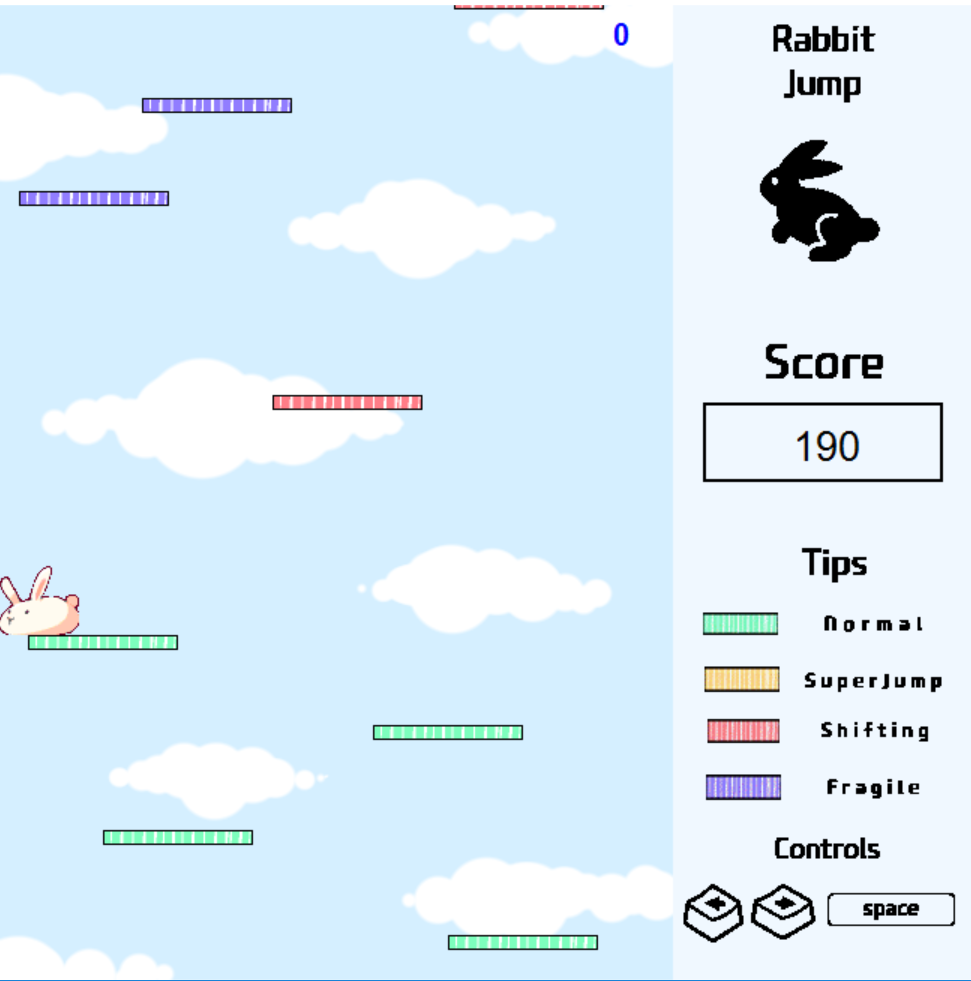 0
Rabbit
Jump
Score
190
Tips
Normal
SuperJump
Shifting
Fragile
Controls
space